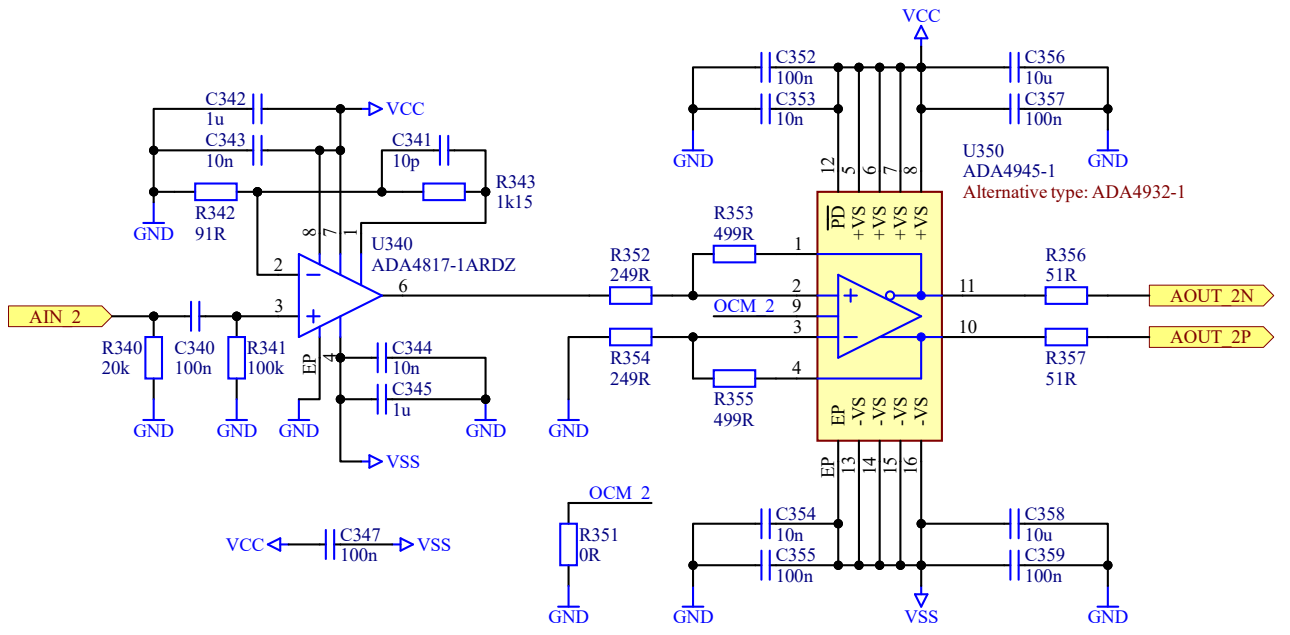 VCC
C352
100n
C353
10n
GND
C356
10u
C357
100n
GND
C342
1u
VCC
C343
10n
C341
10p
R342
91R
R343
1k15
GND
8
7
1
U340
ADA4817-1ARDZ
2
3
6
EP
4
AIN_2
R340
20k
C340
100n
R341
100k
GND
GND
GND
C344
10n
C345
1u
GND
VSS
12
5
6
7
8
U350
ADA4945-1
Alternative type: ADA4932-1
PD
+VS
+VS
+VS
+VS
R353
499R
1
R352
249R
2
OCM_2
9
3
R354
249R
4
R355
499R
GND
11
R356
51R
AOUT_2N
10
R357
51R
AOUT_2P
EP
-VS
-VS
-VS
-VS
EP
13
14
15
16
OCM_2
R351
0R
GND
VCC
C347
100n
VSS
C354
10n
C355
100n
GND
C358
10u
C359
100n
VSS
GND